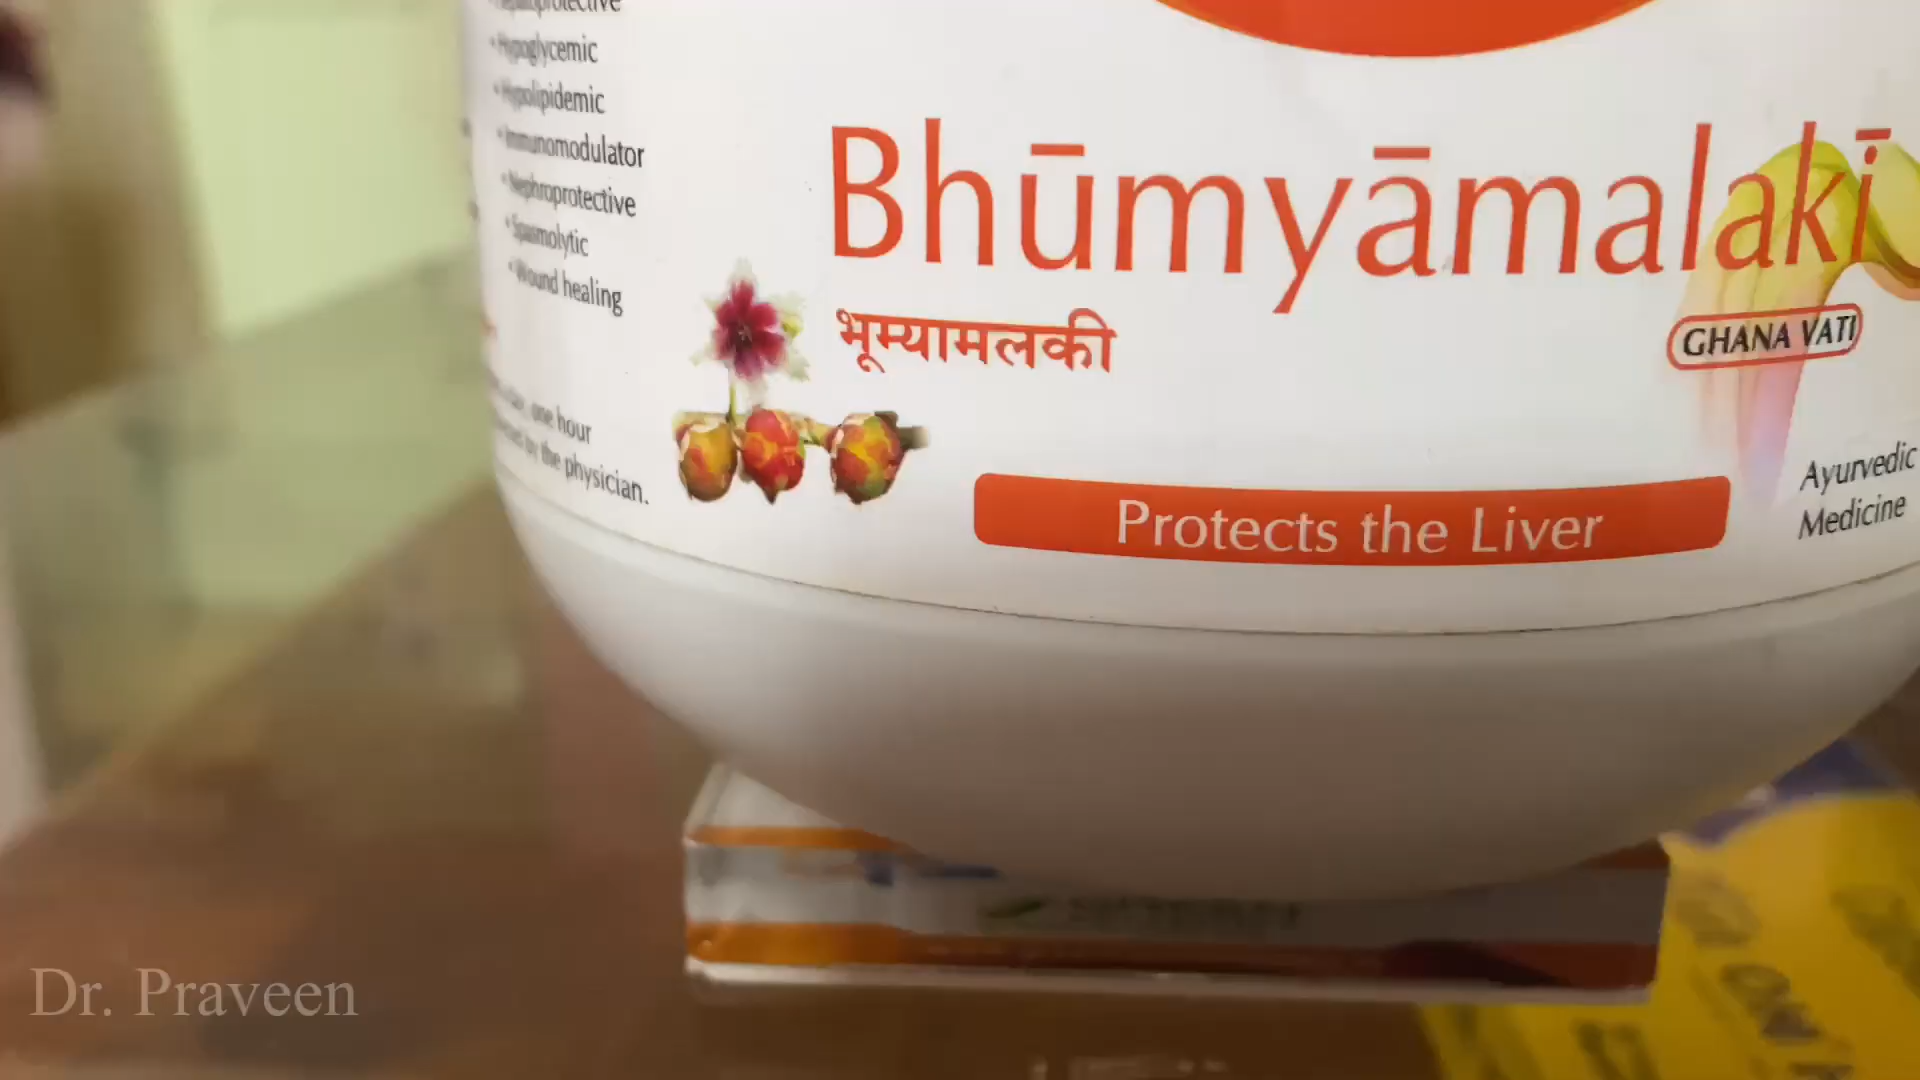 • Hypoglycemic
• Hypolipidemic
• Immunomodulator
• Nephroprotective
• Spasmolytic
• Wound healing
one hour
by the physician.
Bhūmyāmalakī
भूम्यामलकी
GHANA VATI
Protects the Liver
Ayurvedic
Medicine
Dr. Praveen